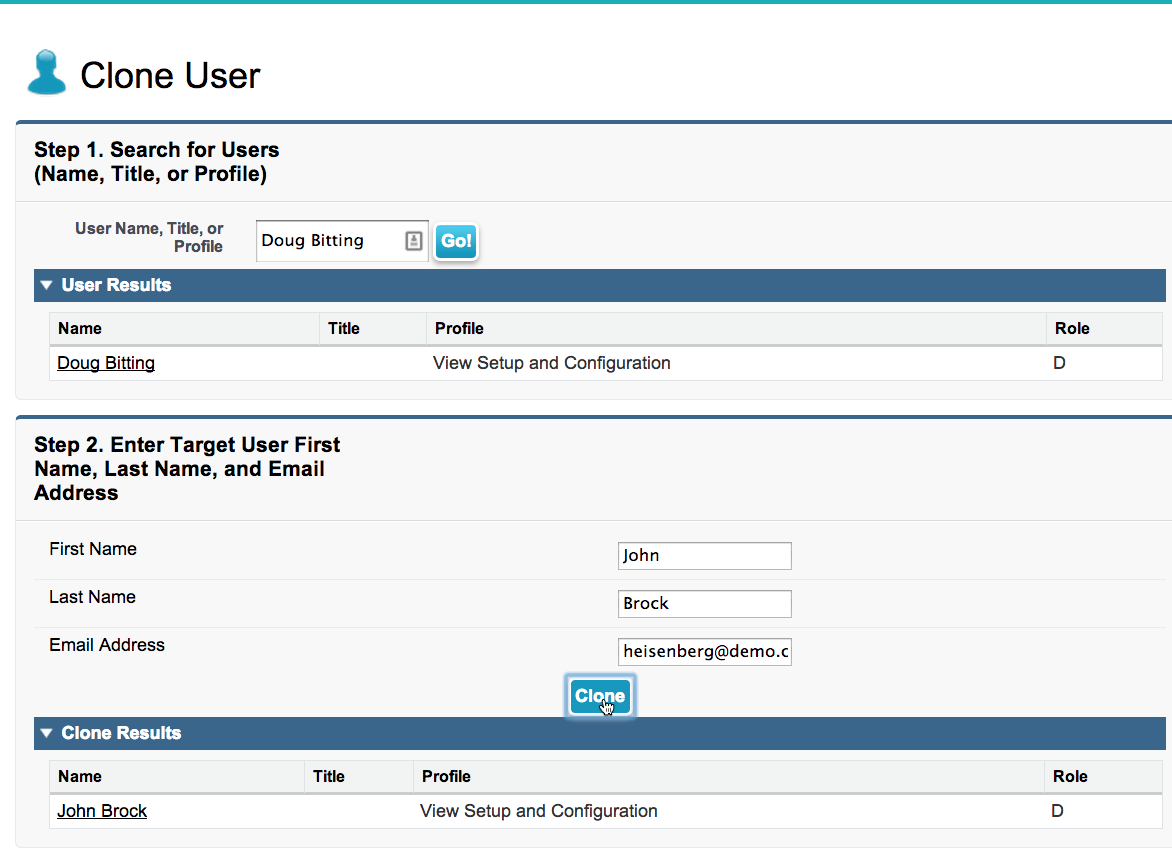 Clone User
Step 1. Search for Users
(Name, Title, or Profile)
User Name, Title, or
Profile
Doug Bitting
Go!
User Results
Name Title Profile Role
Doug Bitting View Setup and Configuration D
Step 2. Enter Target User First
Name, Last Name, and Email
Address
First Name John
Last Name Brock
Email Address heisenberg@demo.c
Clone
Clone Results
Name Title Profile Role
John Brock View Setup and Configuration D